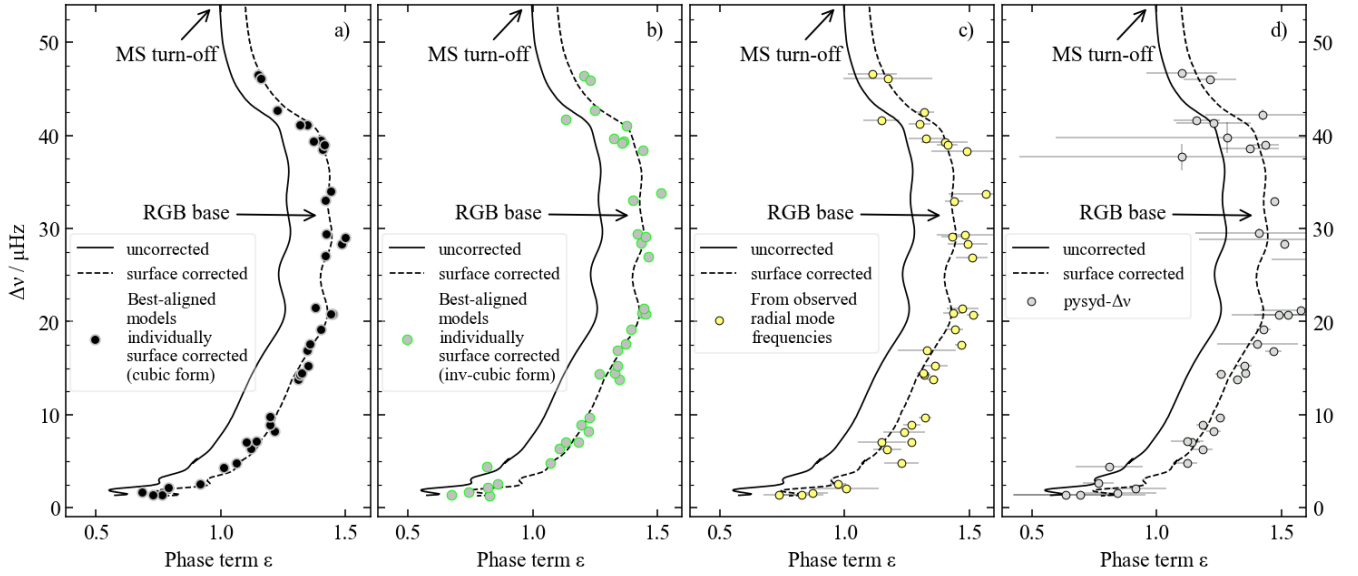 Δν / μHz
50
40
30
20
10
0
a)
MS turn-off
RGB base
uncorrected
surface corrected
Best-aligned
models
individually
surface corrected
(cubic form)
0.5 1.0 1.5
Phase term ε
b)
MS turn-off
RGB base
uncorrected
surface corrected
Best-aligned
models
individually
surface corrected
(inv-cubic form)
0.5 1.0 1.5
Phase term ε
c)
MS turn-off
RGB base
uncorrected
surface corrected
From observed
radial mode
frequencies
0.5 1.0 1.5
Phase term ε
d)
MS turn-off
RGB base
uncorrected
surface corrected
pysyd-Δν
0.5 1.0 1.5
Phase term ε
50
40
30
20
10
0